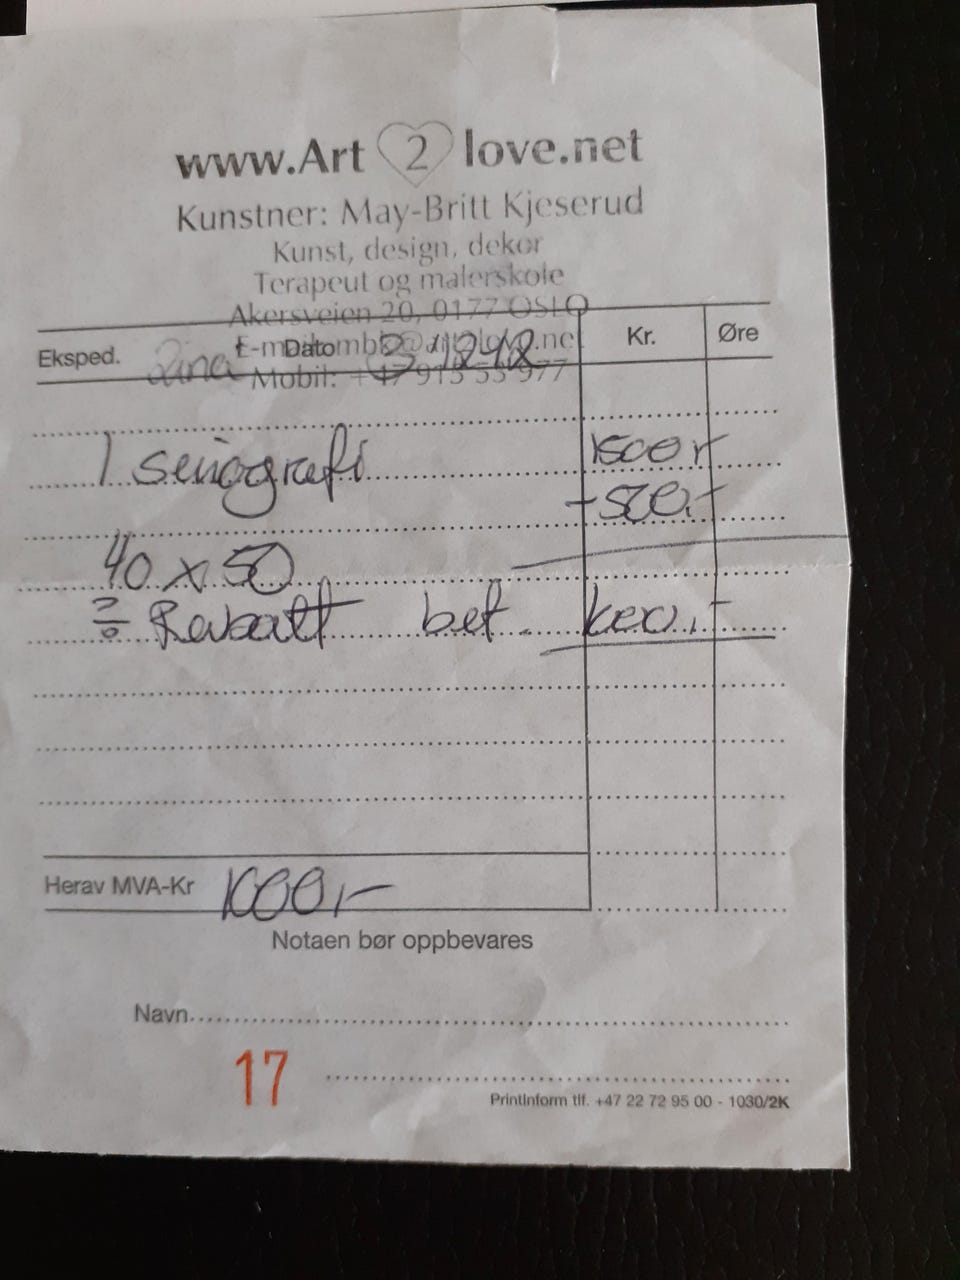 www.Art 2 love.net
Kunstner: May-Britt Kjeserud
Kunst, design, dekor
Terapeut og malerskole
Akersveien 20, 0177 OSLO
Eksped. Dato Kr. Øre
Mobil: +47 915 55 977
1 seriografi 1500,-
-500,-
40 x 50
÷ Rabatt bet. 1000,-
Herav MVA-Kr 1000,-
Notaen bør oppbevares
Navn
17
PrintInform tlf. +47 22 72 95 00 - 1030/2K